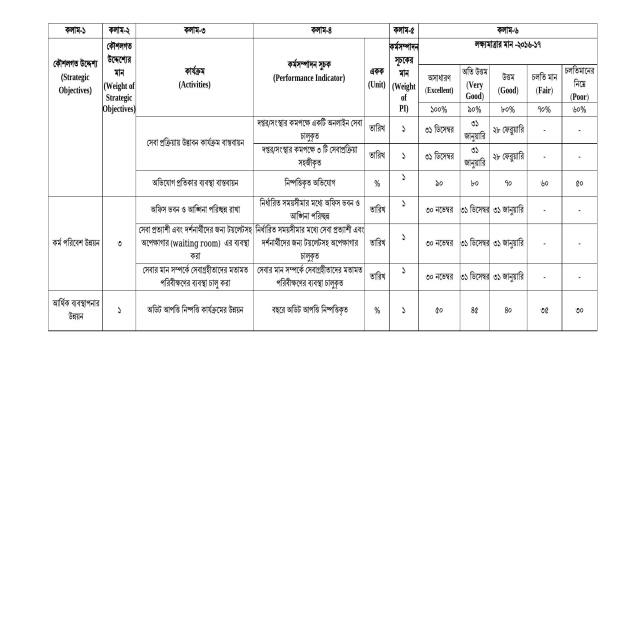 কলাম-১ কলাম-২ কলাম-৩ কলাম-৪ কলাম-৫ কলাম-৬
কৌশলগত উদ্দেশ্য
(Strategic
Objectives)
কৌশলগত
উদ্দেশ্যের
মান
(Weight of
Strategic
Objectives)
কার্যক্রম
(Activities)
কর্মসম্পাদন সূচক
(Performance Indicator)
একক
(Unit)
কর্মসম্পাদন
সূচকের
মান
(Weight
of
PI)
লক্ষ্যমাত্রার মান -২০১৬-১৭
অসাধারণ
(Excellent)
অতি উত্তম
(Very
Good)
উত্তম
(Good)
চলতি মান
(Fair)
চলতিমানের
নিম্নে
(Poor)
১০০% ৯০% ৮০% ৭০% ৬০%
সেবা প্রক্রিয়ায় উদ্ভাবন কার্যক্রম বাস্তবায়ন
দপ্তর/সংস্থার কমপক্ষে একটি অনলাইন সেবা
চালুকৃত
তারিখ ১ ৩১ ডিসেম্বর
৩১
জানুয়ারি
২৮ ফেব্রুয়ারি - -
দপ্তর/সংস্থার কমপক্ষে ৩ টি সেবাপ্রক্রিয়া
সহজীকৃত
তারিখ ১ ৩১ ডিসেম্বর
৩১
জানুয়ারি
২৮ ফেব্রুয়ারি - -
অভিযোগ প্রতিকার ব্যবস্থা বাস্তবায়ন নিষ্পত্তিকৃত অভিযোগ % ১ ৯০ ৮০ ৭০ ৬০ ৫০
কর্ম পরিবেশ উন্নয়ন ৩
অফিস ভবন ও আঙ্গিনা পরিচ্ছন্ন রাখা
নির্ধারিত সময়সীমার মধ্যে অফিস ভবন ও
আঙ্গিনা পরিচ্ছন্ন
তারিখ ১ ৩০ নভেম্বর ৩১ ডিসেম্বর ৩১ জানুয়ারি - -
সেবা প্রত্যাশী এবং দর্শনার্থীদের জন্য টয়লেটসহ
অপেক্ষাগার (waiting room) এর ব্যবস্থা
করা
নির্ধারিত সময়সীমার মধ্যে সেবা প্রত্যাশী এবং
দর্শনার্থীদের জন্য টয়লেটসহ অপেক্ষাগার
চালুকৃত
তারিখ ১ ৩০ নভেম্বর ৩১ ডিসেম্বর ৩১ জানুয়ারি - -
সেবার মান সম্পর্কে সেবাগ্রহীতাদের মতামত
পরিবীক্ষণের ব্যবস্থা চালু করা
সেবার মান সম্পর্কে সেবাগ্রহীতাদের মতামত
পরিবীক্ষণের ব্যবস্থা চালুকৃত
তারিখ ১ ৩০ নভেম্বর ৩১ ডিসেম্বর ৩১ জানুয়ারি - -
আর্থিক ব্যবস্থাপনার
উন্নয়ন
১ অডিট আপত্তি নিষ্পত্তি কার্যক্রমের উন্নয়ন বছরে অডিট আপত্তি নিষ্পত্তিকৃত % ১ ৫০ ৪৫ ৪০ ৩৫ ৩০